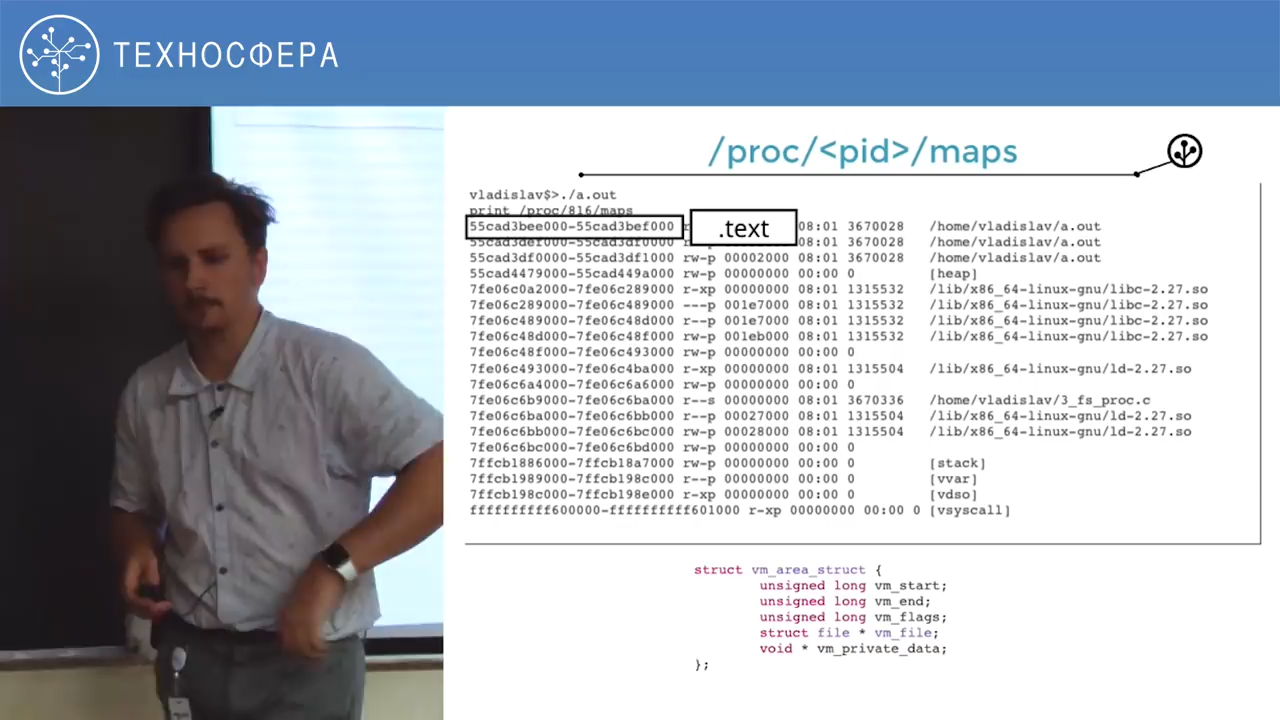 ТЕХНОСФЕРА
/proc/<pid>/maps
vladislav$>./a.out
print /proc/816/maps
55cad3bee000-55cad3bef000 r .text 08:01 3670028 /home/vladislav/a.out
55cad3def000-55cad3df0000 08:01 3670028 /home/vladislav/a.out
55cad3df0000-55cad3df1000 rw-p 00002000 08:01 3670028 /home/vladislav/a.out
55cad4479000-55cad449a000 rw-p 00000000 00:00 0 [heap]
7fe06c0a2000-7fe06c289000 r-xp 00000000 08:01 1315532 /lib/x86_64-linux-gnu/libc-2.27.so
7fe06c289000-7fe06c489000 ---p 001e7000 08:01 1315532 /lib/x86_64-linux-gnu/libc-2.27.so
7fe06c489000-7fe06c48d000 r--p 001e7000 08:01 1315532 /lib/x86_64-linux-gnu/libc-2.27.so
7fe06c48d000-7fe06c48f000 rw-p 001eb000 08:01 1315532 /lib/x86_64-linux-gnu/libc-2.27.so
7fe06c48f000-7fe06c493000 rw-p 00000000 00:00 0
7fe06c493000-7fe06c4ba000 r-xp 00000000 08:01 1315504 /lib/x86_64-linux-gnu/ld-2.27.so
7fe06c6a4000-7fe06c6a6000 rw-p 00000000 00:00 0
7fe06c6b9000-7fe06c6ba000 r--s 00000000 08:01 3670336 /home/vladislav/3_fs_proc.c
7fe06c6ba000-7fe06c6bb000 r--p 00027000 08:01 1315504 /lib/x86_64-linux-gnu/ld-2.27.so
7fe06c6bb000-7fe06c6bc000 rw-p 00028000 08:01 1315504 /lib/x86_64-linux-gnu/ld-2.27.so
7fe06c6bc000-7fe06c6bd000 rw-p 00000000 00:00 0
7ffcb1886000-7ffcb18a7000 rw-p 00000000 00:00 0 [stack]
7ffcb1989000-7ffcb198c000 r--p 00000000 00:00 0 [vvar]
7ffcb198c000-7ffcb198e000 r-xp 00000000 00:00 0 [vdso]
ffffffffff600000-ffffffffff601000 r-xp 00000000 00:00 0 [vsyscall]
struct vm_area_struct {
unsigned long vm_start;
unsigned long vm_end;
unsigned long vm_flags;
struct file * vm_file;
void * vm_private_data;
};